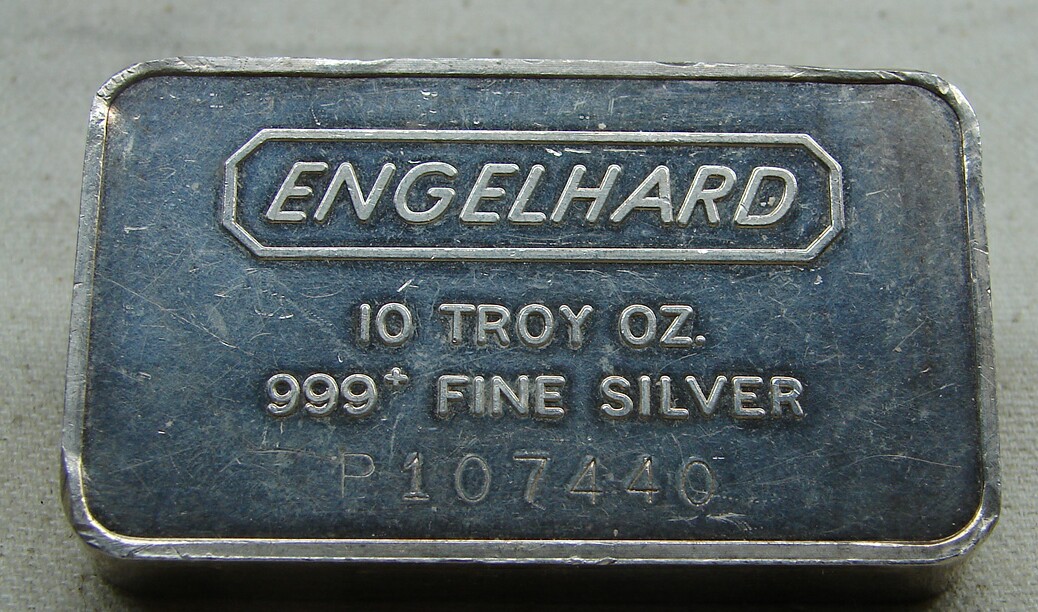 ENGELHARD
10 TROY OZ.
999+ FINE SILVER
P107440